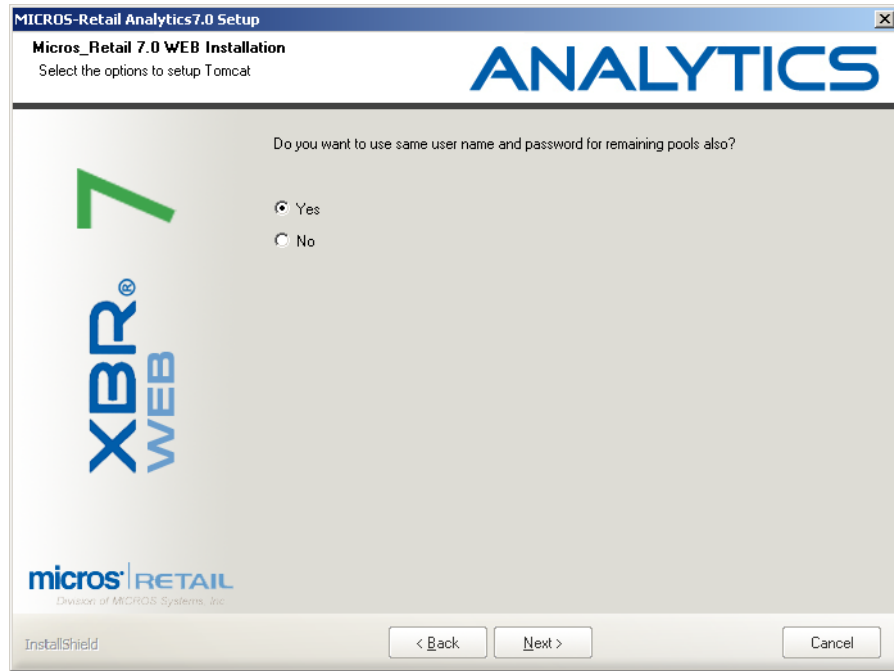 MICROS-Retail Analytics7.0 Setup
Micros_Retail 7.0 WEB Installation
Select the options to setup Tomcat
ANALYTICS
Do you want to use same user name and password for remaining pools also?
Yes
No
7
XBR®
WEB
micros® RETAIL
Division of MICROS Systems, Inc
InstallShield
< Back Next > Cancel